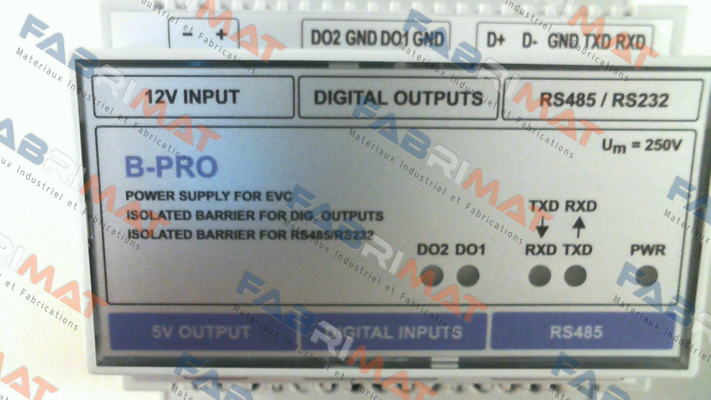 - +
DO2 GND DO1 GND
D+ D- GND TXD RXD
12V INPUT
DIGITAL OUTPUTS
RS485 / RS232
Um = 250V
B-PRO
POWER SUPPLY FOR EVC
ISOLATED BARRIER FOR DIG. OUTPUTS
ISOLATED BARRIER FOR RS485/RS232
TXD RXD
DO2 DO1
RXD TXD
PWR
5V OUTPUT
DIGITAL INPUTS
RS485
FABRIMAT
Materiaux Industriel et Fabrications